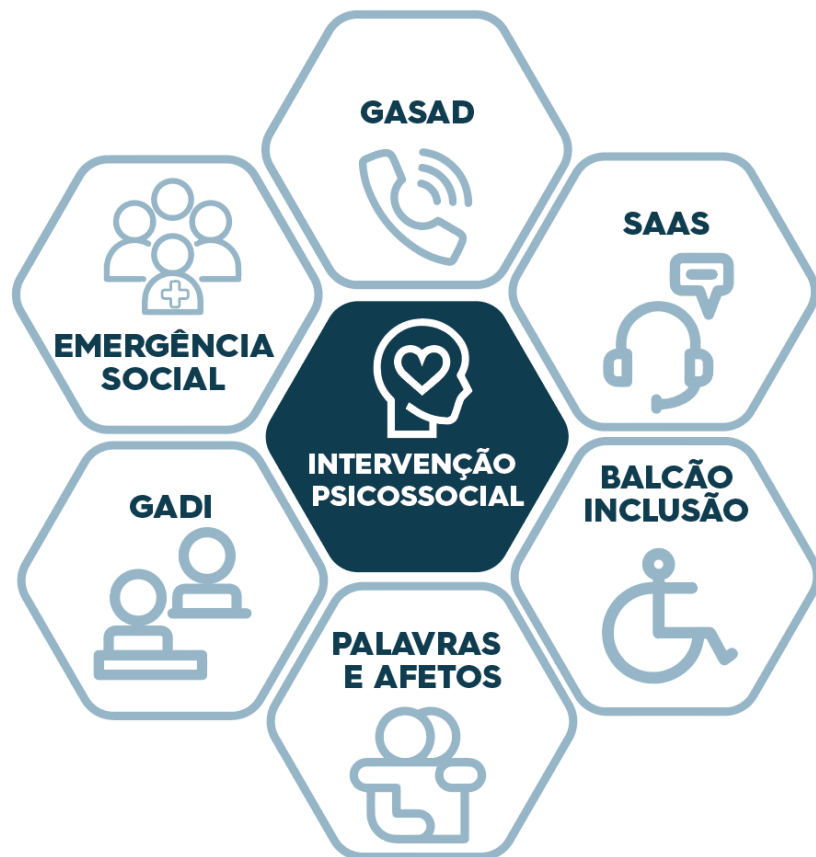 GASAD
SAAS
EMERGÊNCIA
SOCIAL
INTERVENÇÃO
PSICOSSOCIAL
BALCÃO
INCLUSÃO
GADI
PALAVRAS
E AFETOS